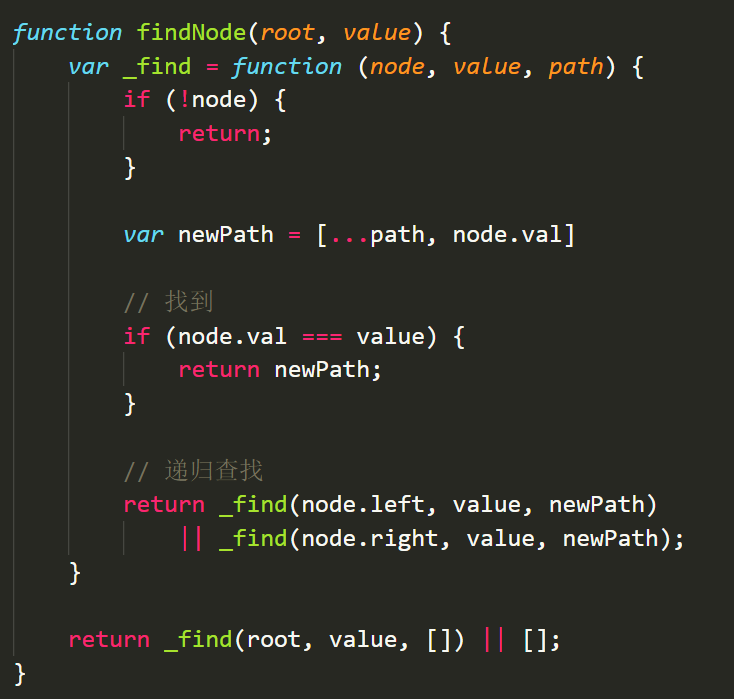 function findNode(root, value) {
    var _find = function (node, value, path) {
        if (!node) {
            return;
        }
        var newPath = [...path, node.val]
        // 找到
        if (node.val === value) {
            return newPath;
        }
        // 递归查找
        return _find(node.left, value, newPath)
            || _find(node.right, value, newPath);
    }
    return _find(root, value, []) || [];
}